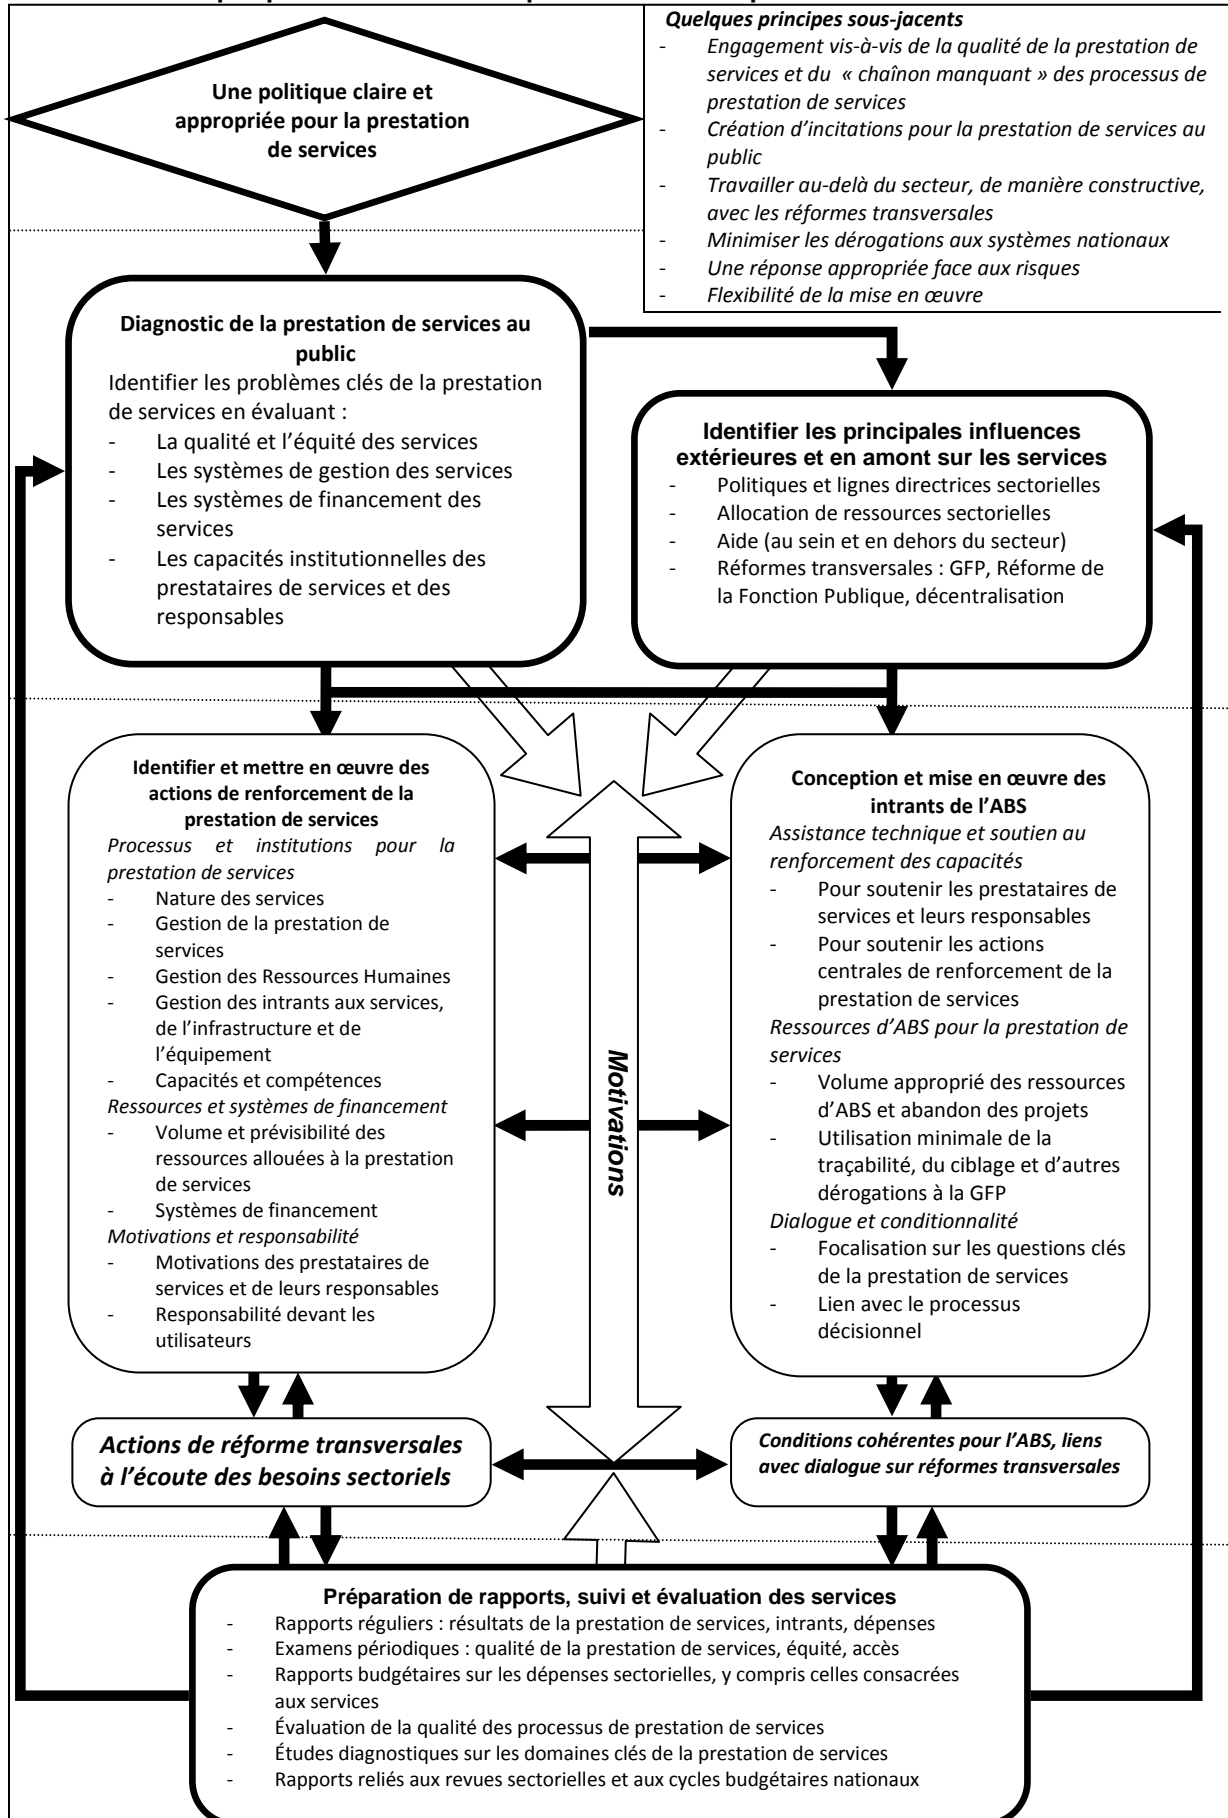 Une politique claire et
appropriée pour la prestation
de services
Quelques principes sous-jacents
- Engagement vis-à-vis de la qualité de la prestation de
services et du « chaînon manquant » des processus de
prestation de services
- Création d’incitations pour la prestation de services au
public
- Travailler au-delà du secteur, de manière constructive,
avec les réformes transversales
- Minimiser les dérogations aux systèmes nationaux
- Une réponse appropriée face aux risques
- Flexibilité de la mise en œuvre
Diagnostic de la prestation de services au
public
Identifier les problèmes clés de la prestation
de services en évaluant :
- La qualité et l’équité des services
- Les systèmes de gestion des services
- Les systèmes de financement des
services
- Les capacités institutionnelles des
prestataires de services et des
responsables
Identifier les principales influences
extérieures et en amont sur les services
- Politiques et lignes directrices sectorielles
- Allocation de ressources sectorielles
- Aide (au sein et en dehors du secteur)
- Réformes transversales : GFP, Réforme de
la Fonction Publique, décentralisation
Identifier et mettre en œuvre des
actions de renforcement de la
prestation de services
Processus et institutions pour la
prestation de services
- Nature des services
- Gestion de la prestation de
services
- Gestion des Ressources Humaines
- Gestion des intrants aux services,
de l’infrastructure et de
l’équipement
- Capacités et compétences
Ressources et systèmes de financement
- Volume et prévisibilité des
ressources allouées à la prestation
de services
- Systèmes de financement
Motivations et responsabilité
- Motivations des prestataires de
services et de leurs responsables
- Responsabilité devant les
utilisateurs
Motivations
Conception et mise en œuvre des
intrants de l’ABS
Assistance technique et soutien au
renforcement des capacités
- Pour soutenir les prestataires de
services et leurs responsables
- Pour soutenir les actions
centrales de renforcement de la
prestation de services
Ressources d’ABS pour la prestation de
services
- Volume approprié des ressources
d’ABS et abandon des projets
- Utilisation minimale de la
traçabilité, du ciblage et d’autres
dérogations à la GFP
Dialogue et conditionnalité
- Focalisation sur les questions clés
de la prestation de services
- Lien avec le processus
décisionnel
Actions de réforme transversales
à l’écoute des besoins sectoriels
Conditions cohérentes pour l’ABS, liens
avec dialogue sur réformes transversales
Préparation de rapports, suivi et évaluation des services
- Rapports réguliers : résultats de la prestation de services, intrants, dépenses
- Examens périodiques : qualité de la prestation de services, équité, accès
- Rapports budgétaires sur les dépenses sectorielles, y compris celles consacrées
aux services
- Évaluation de la qualité des processus de prestation de services
- Études diagnostiques sur les domaines clés de la prestation de services
- Rapports reliés aux revues sectorielles et aux cycles budgétaires nationaux